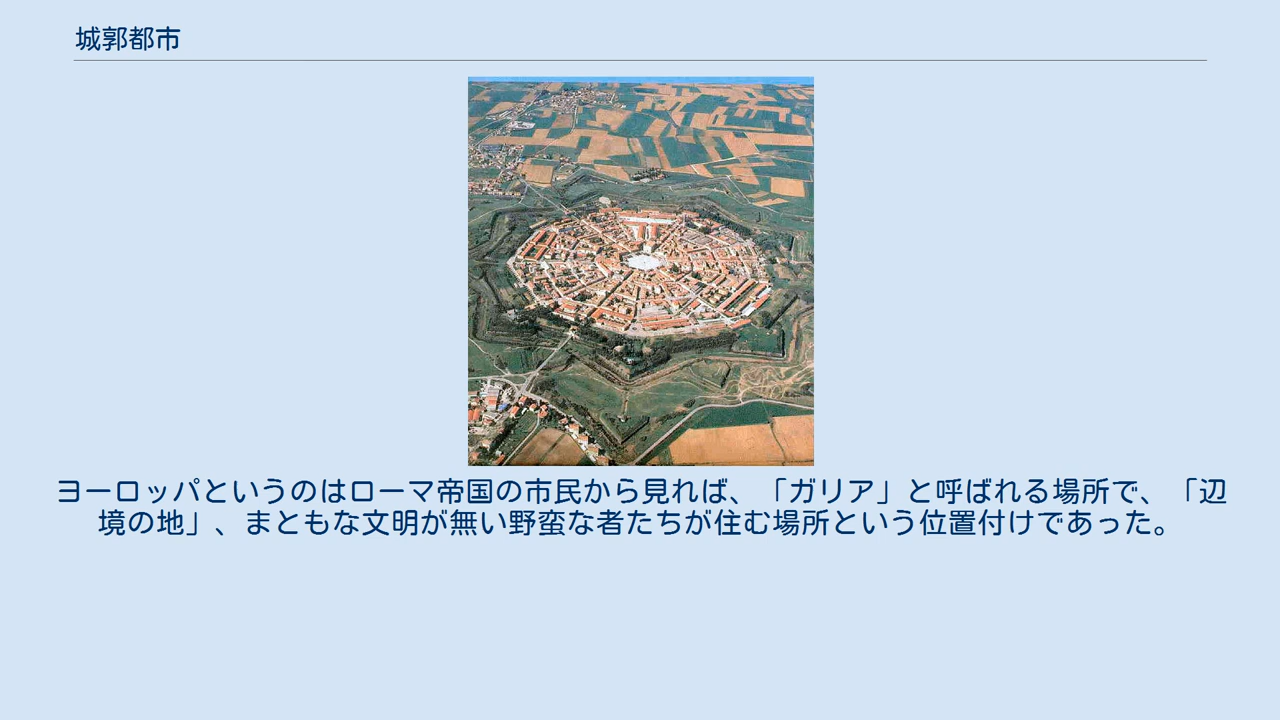 城郭都市
ヨーロッパというのはローマ帝国の市民から見れば、「ガリア」と呼ばれる場所で、「辺
境の地」、まともな文明が無い野蛮な者たちが住む場所という位置付けであった。